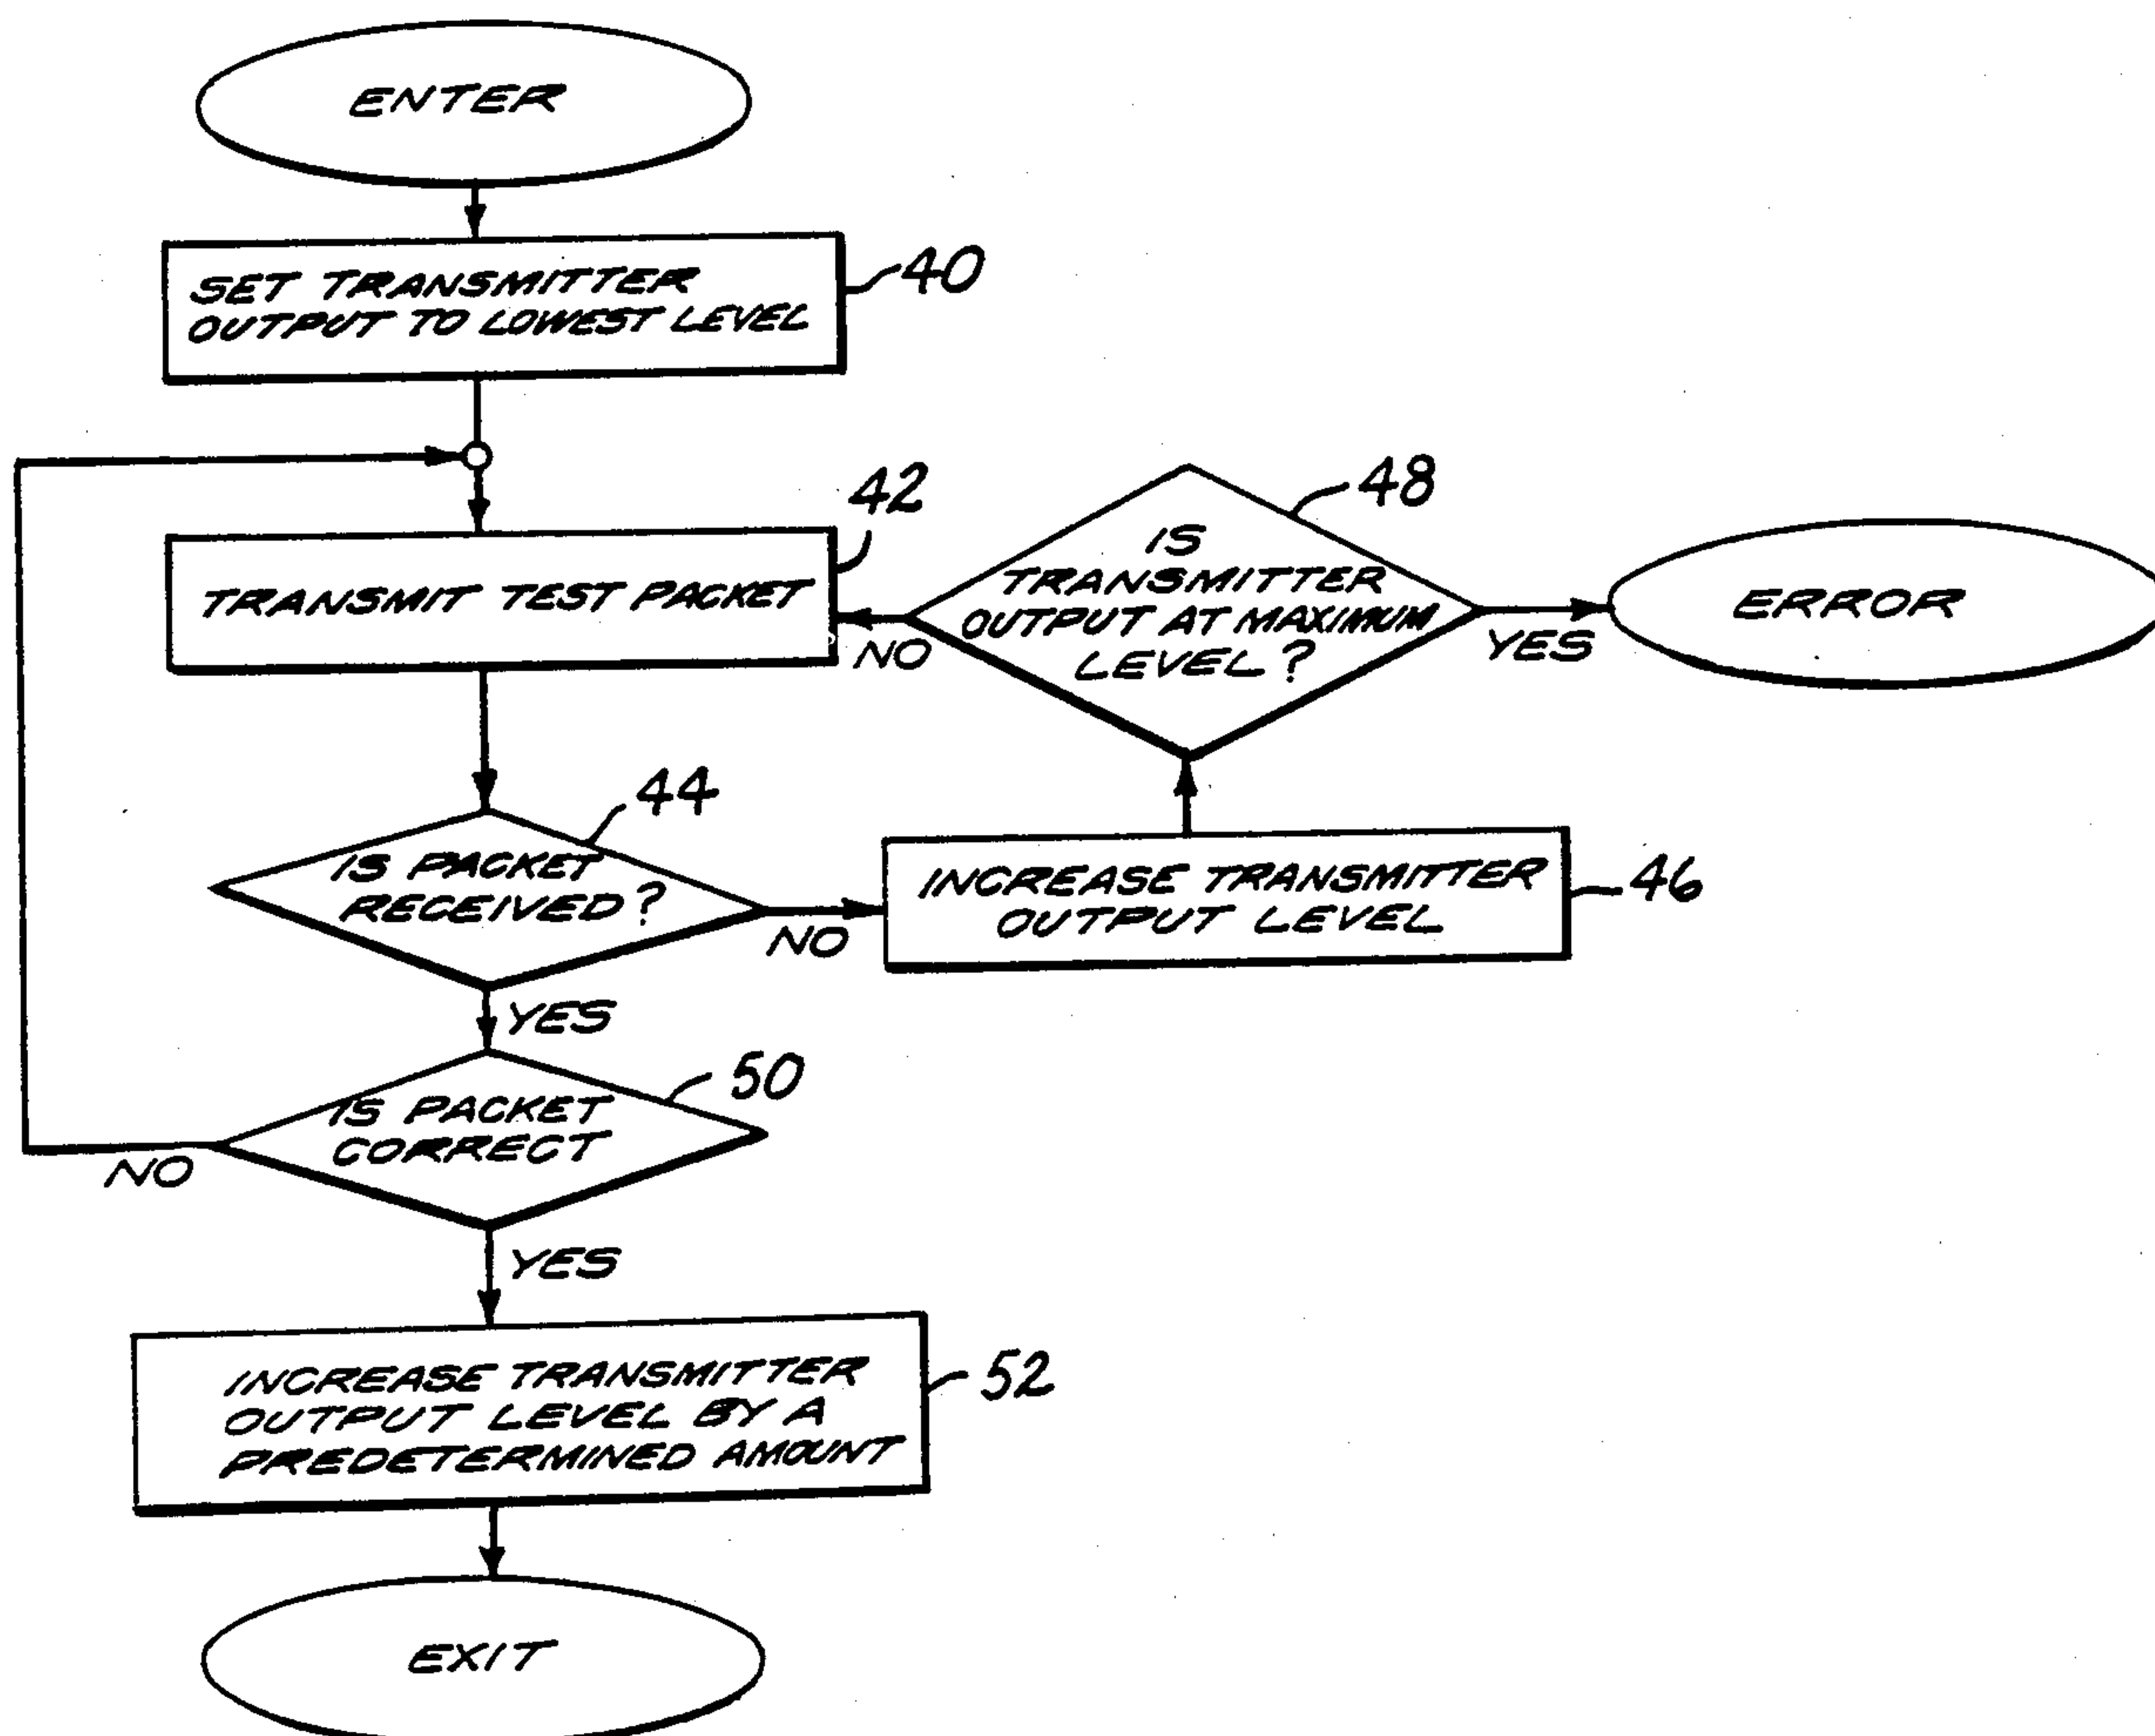 ENTER
SET TRANSMITTER
OUTPUT TO LOWEST LEVEL
40
42
TRANSMIT TEST PACKET
48
IS
TRANSMITTER
OUTPUT AT MAXIMUM
LEVEL?
NO
YES
ERROR
44
IS PACKET
RECEIVED?
NO
INCREASE TRANSMITTER
OUTPUT LEVEL
46
YES
50
IS PACKET
CORRECT
NO
YES
INCREASE TRANSMITTER
OUTPUT LEVEL BY A
PREDETERMINED AMOUNT
52
EXIT